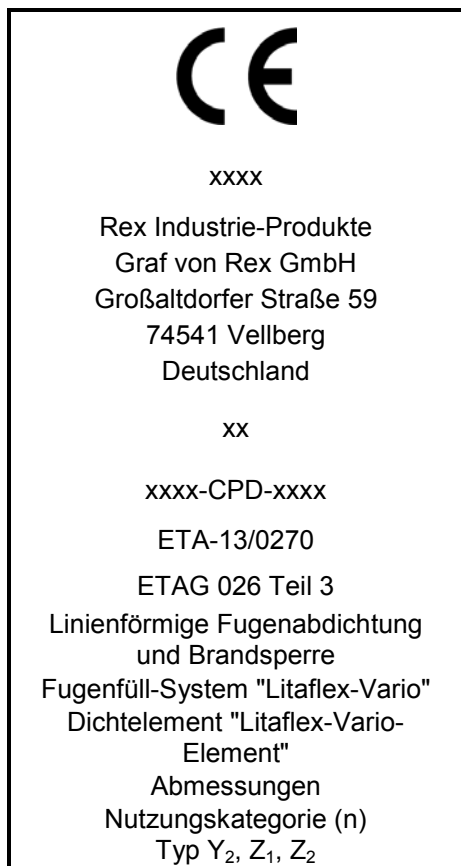 CE
xxxx
Rex Industrie-Produkte
Graf von Rex GmbH
Großaltdorfer Straße 59
74541 Vellberg
Deutschland
xx
xxxx-CPD-xxxx
ETA-13/0270
ETAG 026 Teil 3
Linienförmige Fugenabdichtung
und Brandsperre
Fugenfüll-System "Litaflex-Vario"
Dichtelement "Litaflex-Vario-
Element"
Abmessungen
Nutzungskategorie (n)
Typ Y₂, Z₁, Z₂